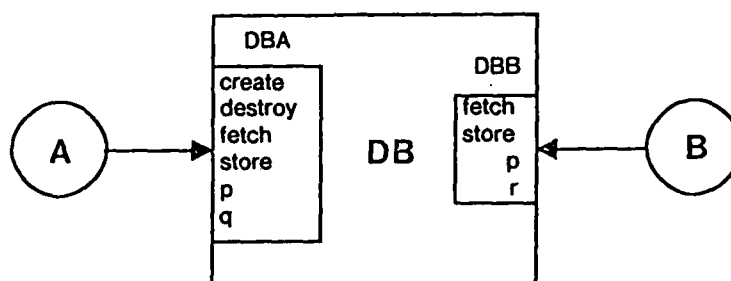 DBA
create
destroy
fetch
store
p
q
A
DB
DBB
fetch
store
p
r
B